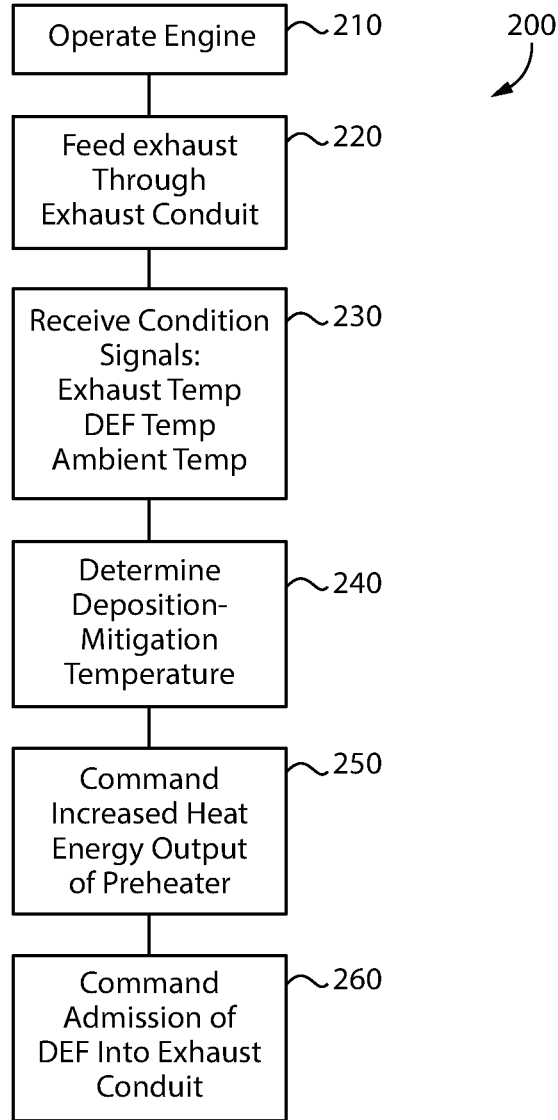 Operate Engine
210
200
Feed exhaust
Through
Exhaust Conduit
220
Receive Condition
Signals:
Exhaust Temp
DEF Temp
Ambient Temp
230
Determine
Deposition-
Mitigation
Temperature
240
Command
Increased Heat
Energy Output
of Preheater
250
Command
Admission of
DEF Into Exhaust
Conduit
260